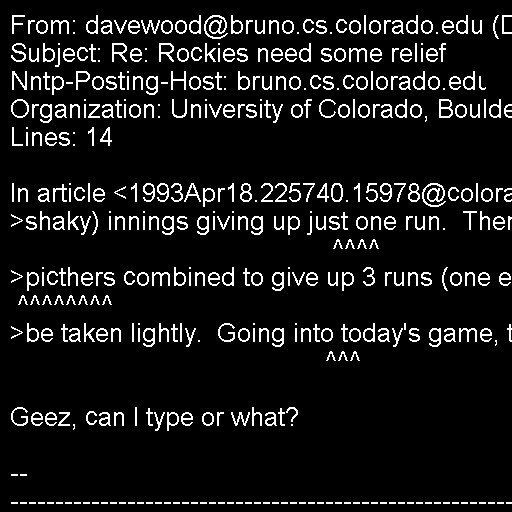 From: davewood@bruno.cs.colorado.edu (D
Subject: Re: Rockies need some relief
Nntp-Posting-Host: bruno.cs.colorado.edu
Organization: University of Colorado, Boulde
Lines: 14
In article <1993Apr18.225740.15978@colora
>shaky) innings giving up just one run.  Ther
^^^^
>picthers combined to give up 3 runs (one e
^^^^^^^^
>be taken lightly.  Going into today's game, t
^^^
Geez, can I type or what?
--
--------------------------------------------------------------------